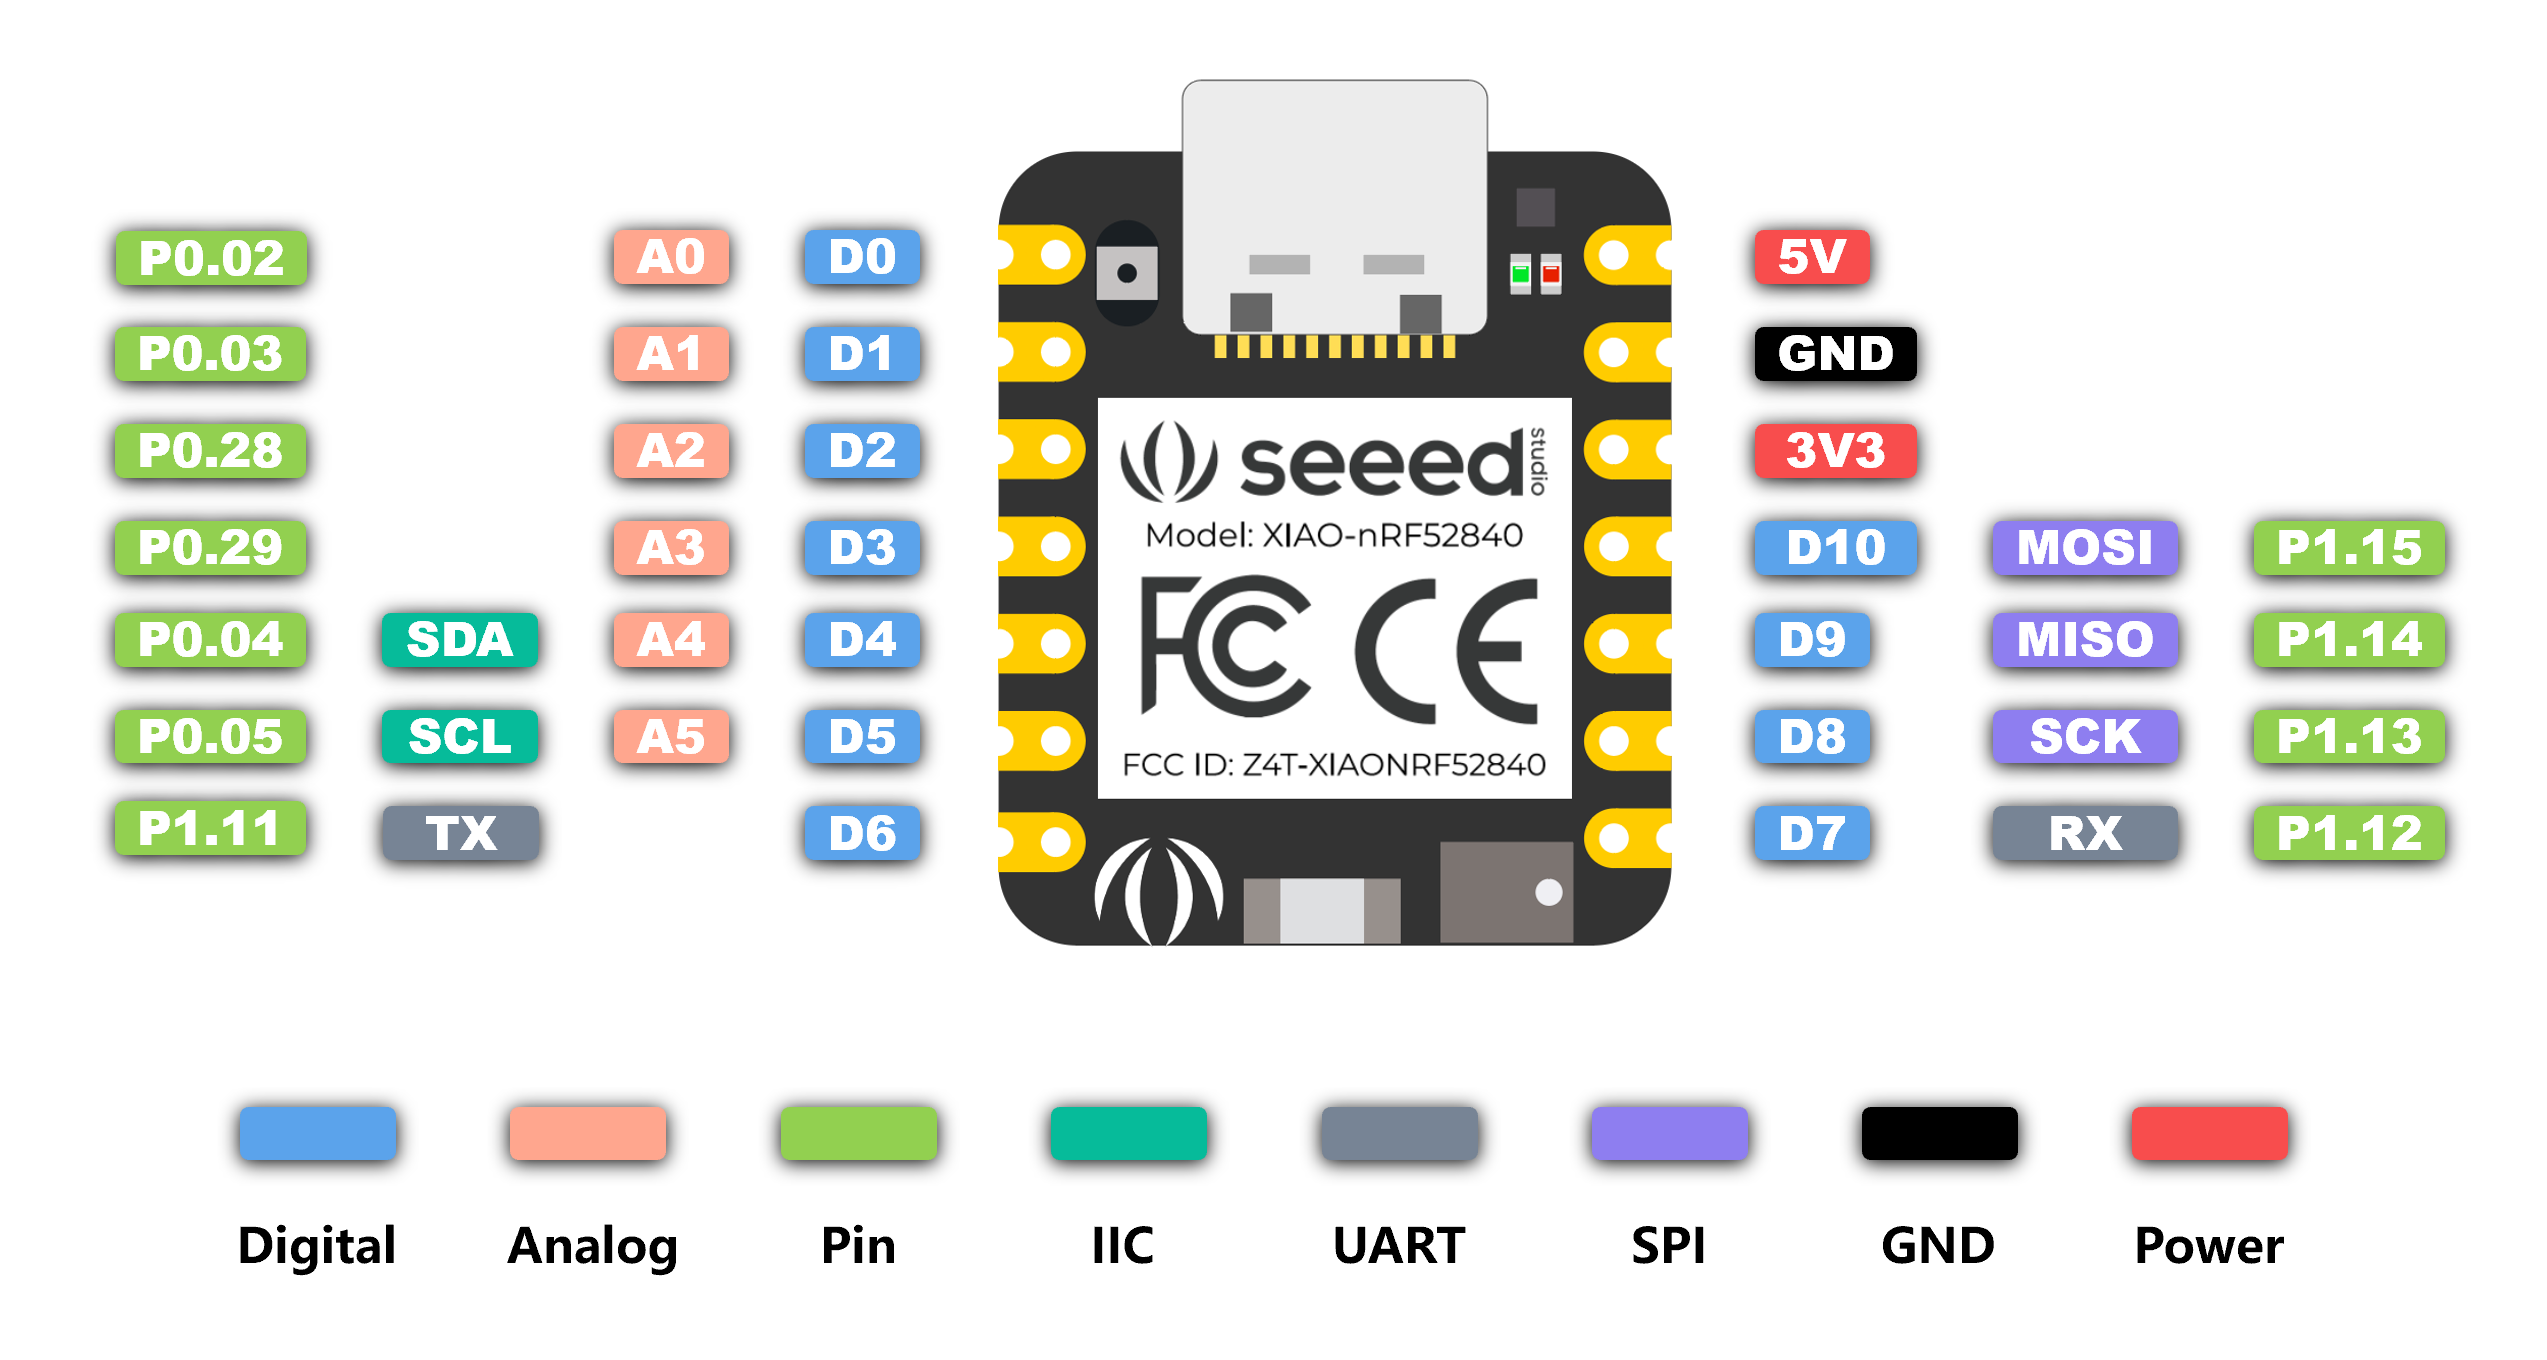 P0.02 A0 D0 5V
P0.03 A1 D1 GND
P0.28 A2 D2 3V3
P0.29 A3 D3 D10 MOSI P1.15
P0.04 SDA A4 D4 D9 MISO P1.14
P0.05 SCL A5 D5 D8 SCK P1.13
P1.11 TX D6 D7 RX P1.12
seeed studio
Model: XIAO-nRF52840
FC CE
FCC ID: Z4T-XIAONRF52840
Digital Analog Pin IIC UART SPI GND Power